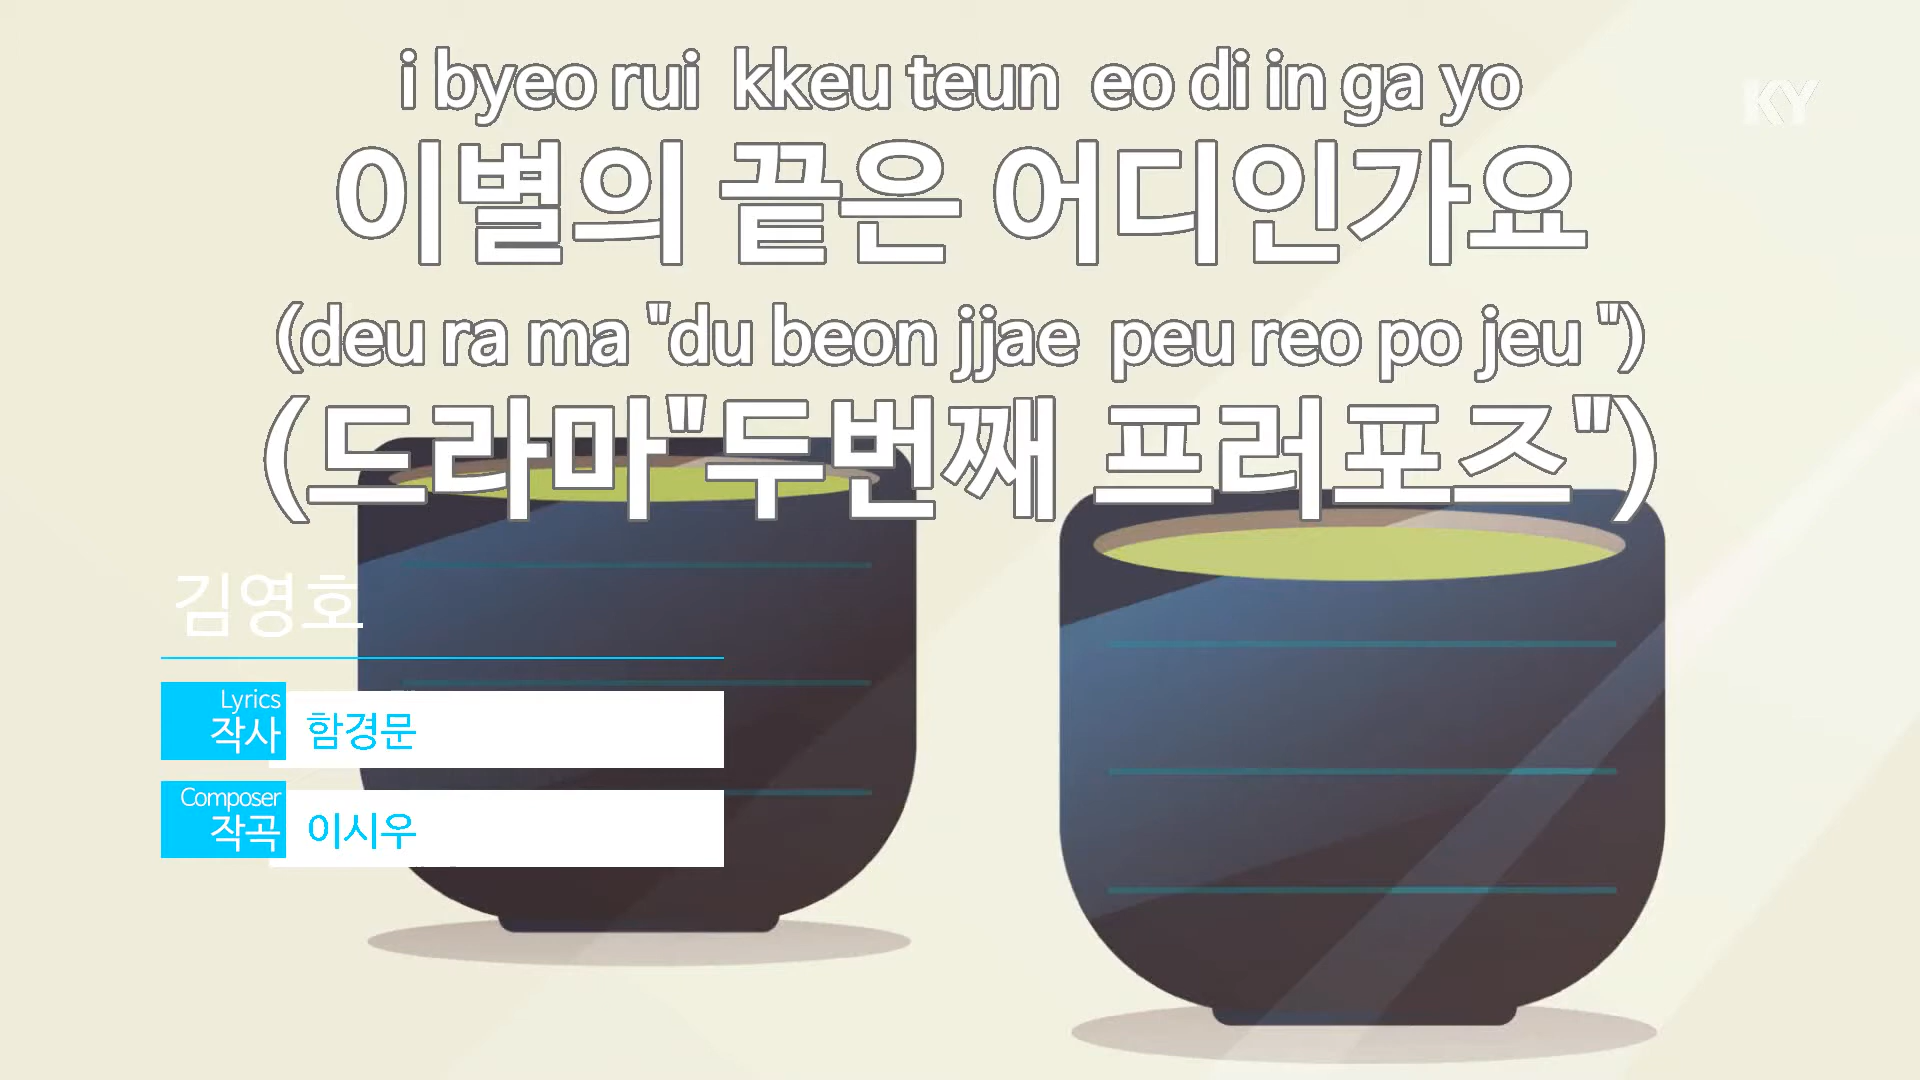 KY
i byeo rui kkeu teun eo di in ga yo
이별의 끝은 어디인가요
(deu ra ma "du beon jjae peu reo po jeu ")
(드라마"두번째 프러포즈")
김영호
Lyrics
작사 함경문
Composer
작곡 이시우